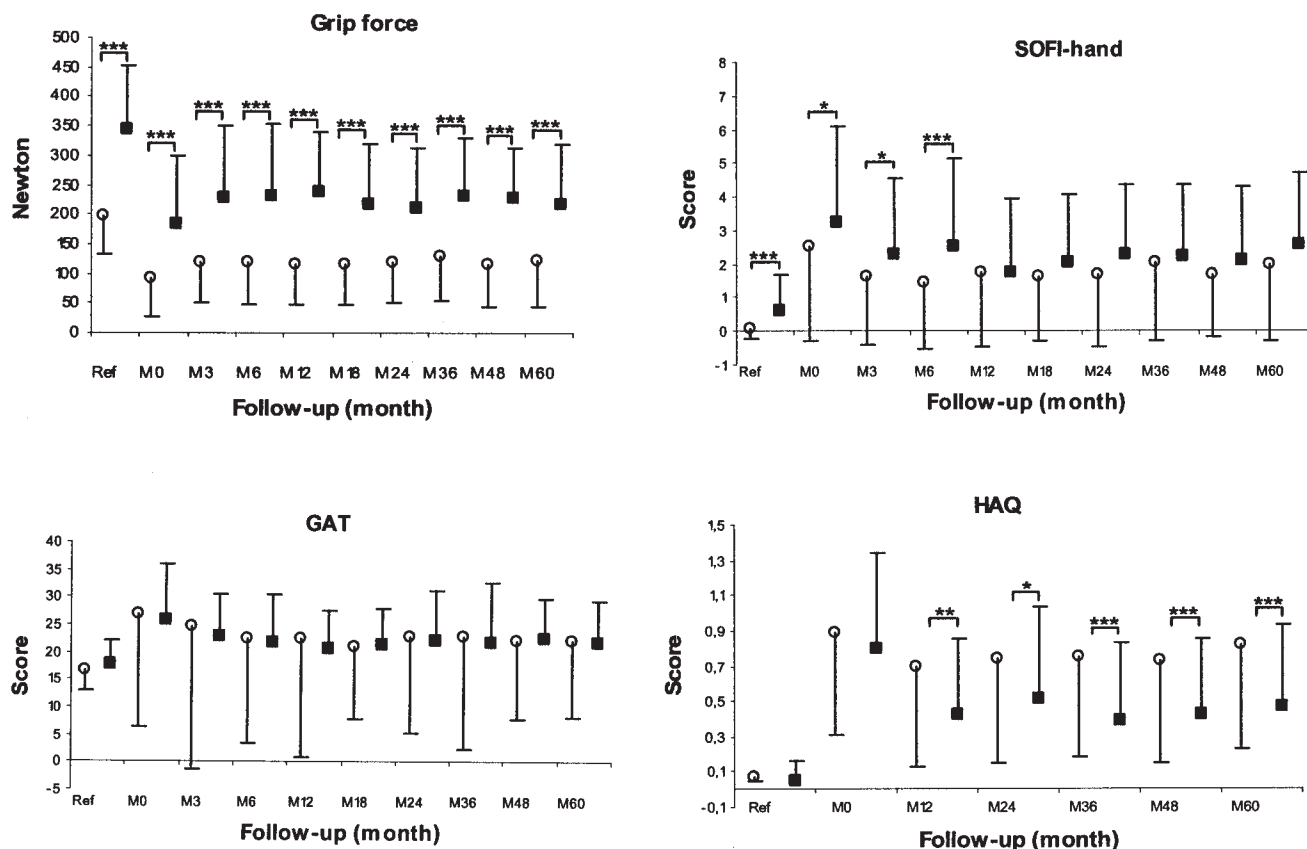 Grip force
Newton
500
450
400
350
300
250
200
150
100
50
0
*** *** *** *** *** *** *** *** *** ***
Ref M0 M3 M6 M12 M18 M24 M36 M48 M60
Follow-up (month)
SOFI-hand
Score
8
7
6
5
4
3
2
1
0
-1
*** * * ***
Ref M0 M3 M6 M12 M18 M24 M36 M48 M60
Follow-up (month)
GAT
Score
40
35
30
25
20
15
10
5
0
-5
Ref M0 M3 M6 M12 M18 M24 M36 M48 M60
Follow-up (month)
HAQ
Score
1,5
1,3
1,1
0,9
0,7
0,5
0,3
0,1
-0,1
** * *** *** ***
Ref M0 M12 M24 M36 M48 M60
Follow-up (month)